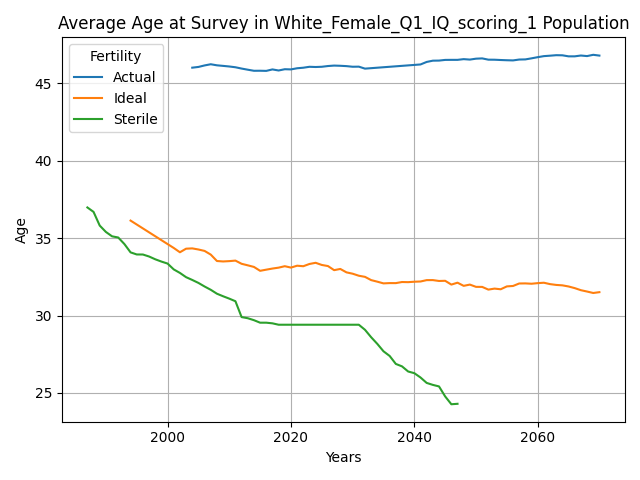 Average Age at Survey in White_Female_Q1_IQ_scoring_1 Population
Fertility
Actual
Ideal
Sterile
Age
45
40
35
30
25
2000
2020
2040
2060
Years